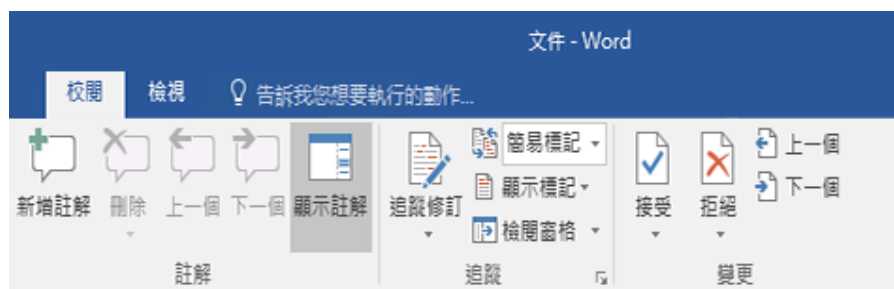 文件 - Word
校閱 檢視 告訴我您想要執行的動作...
新增註解 刪除 上一個 下一個 顯示註解
註解
追蹤修訂
簡易標記
顯示標記
檢閱窗格
追蹤
接受 拒絕
上一個
下一個
變更